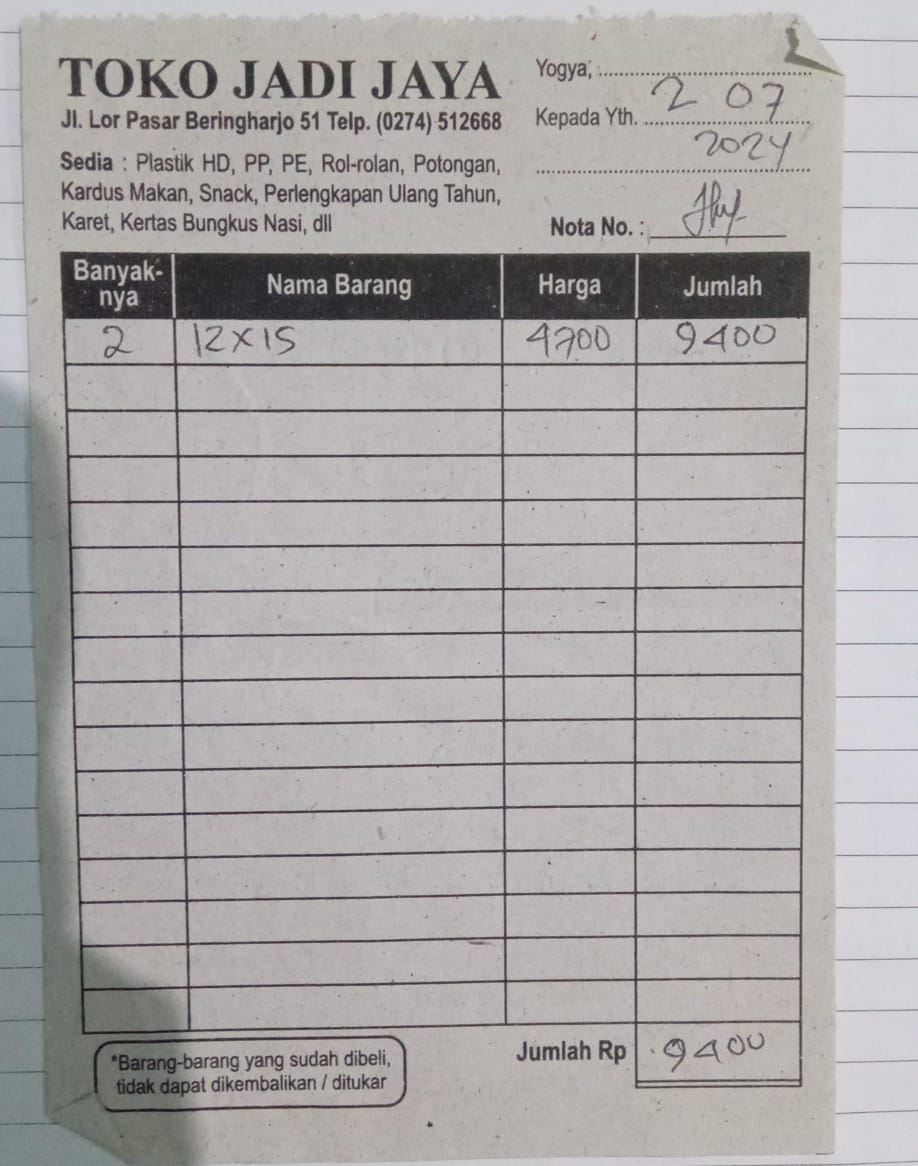 TOKO JADI JAYA
Jl. Lor Pasar Beringharjo 51 Telp. (0274) 512668
Sedia : Plastik HD, PP, PE, Rol-rolan, Potongan,
Kardus Makan, Snack, Perlengkapan Ulang Tahun,
Karet, Kertas Bungkus Nasi, dll
Yogya, ....................................
Kepada Yth. 2 07
2024
Nota No. :
Banyak-nya Nama Barang Harga Jumlah
2 12x15 4700 9400
Jumlah Rp 9400
*Barang-barang yang sudah dibeli,
tidak dapat dikembalikan / ditukar